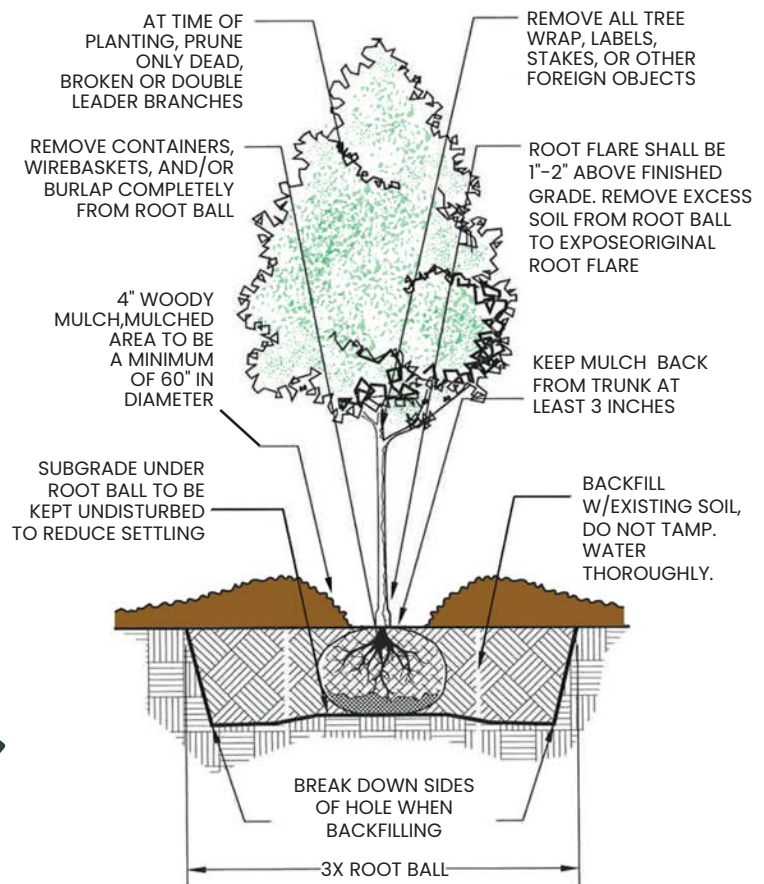 AT TIME OF
PLANTING, PRUNE
ONLY DEAD,
BROKEN OR DOUBLE
LEADER BRANCHES
REMOVE ALL TREE
WRAP, LABELS,
STAKES, OR OTHER
FOREIGN OBJECTS
REMOVE CONTAINERS,
WIREBASKETS, AND/OR
BURLAP COMPLETELY
FROM ROOT BALL
ROOT FLARE SHALL BE
1"-2" ABOVE FINISHED
GRADE. REMOVE EXCESS
SOIL FROM ROOT BALL
TO EXPOSEORIGINAL
ROOT FLARE
4" WOODY
MULCH,MULCHED
AREA TO BE
A MINIMUM
OF 60" IN
DIAMETER
KEEP MULCH BACK
FROM TRUNK AT
LEAST 3 INCHES
SUBGRADE UNDER
ROOT BALL TO BE
KEPT UNDISTURBED
TO REDUCE SETTLING
BACKFILL
W/EXISTING SOIL,
DO NOT TAMP.
WATER
THOROUGHLY.
BREAK DOWN SIDES
OF HOLE WHEN
BACKFILLING
3X ROOT BALL